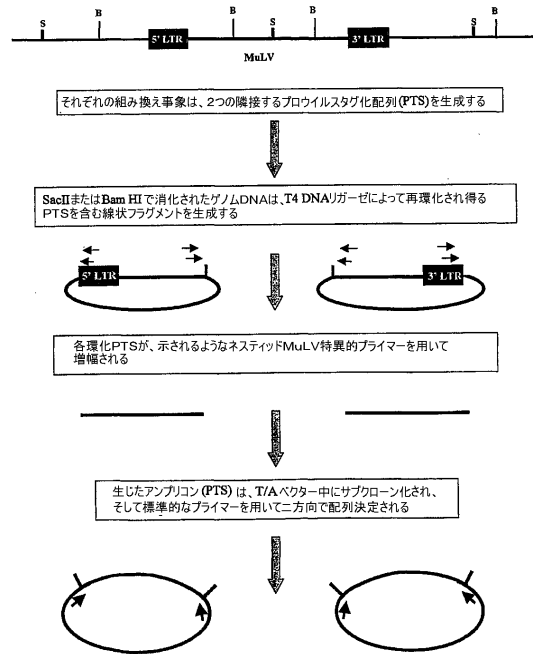 S B B S B S B
5' LTR 3' LTR
MuLV
それぞれの組み換え事象は、2つの隣接するプロウイルスタグ化配列(PTS)を生成する
SacIIまたはBam HIで消化されたゲノムDNAは、T4 DNAリガーゼによって再環化され得る
PTSを含む線状フラグメントを生成する
5' LTR 3' LTR
各環化PTSが、示されるようなネスティッドMuLV特異的プライマーを用いて
増幅される
生じたアンプリコン(PTS)は、T/Aベクター中にサブクローン化され、
そして標準的なプライマーを用いて二方向で配列決定される